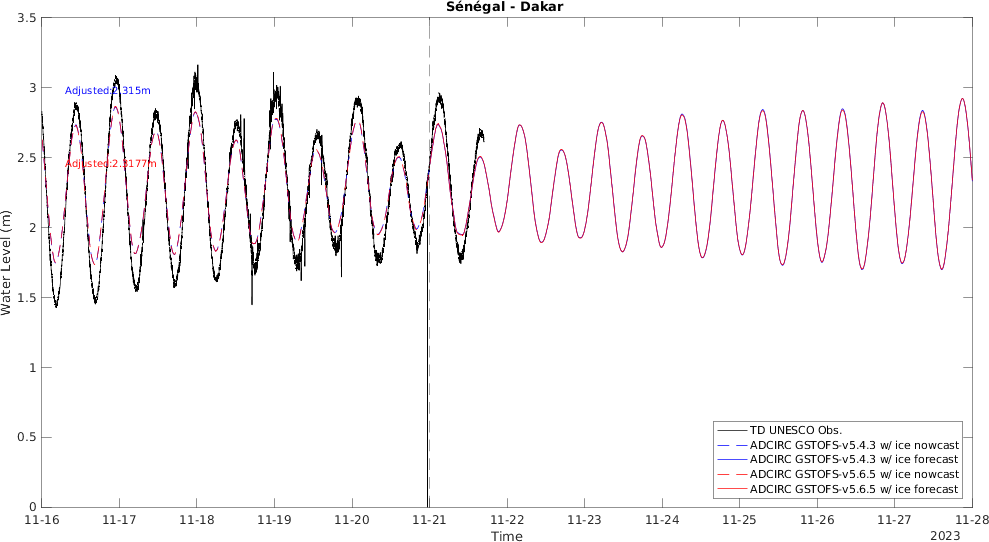 Sénégal - Dakar
3.5
3
2.5
2
1.5
1
0.5
0
Water Level (m)
Adjusted:2.315m
Adjusted:2.3177m
TD UNESCO Obs.
ADCIRC GSTOFS-v5.4.3 w/ ice nowcast
ADCIRC GSTOFS-v5.4.3 w/ ice forecast
ADCIRC GSTOFS-v5.6.5 w/ ice nowcast
ADCIRC GSTOFS-v5.6.5 w/ ice forecast
11-16 11-17 11-18 11-19 11-20 11-21 11-22 11-23 11-24 11-25 11-26 11-27 11-28
Time
2023